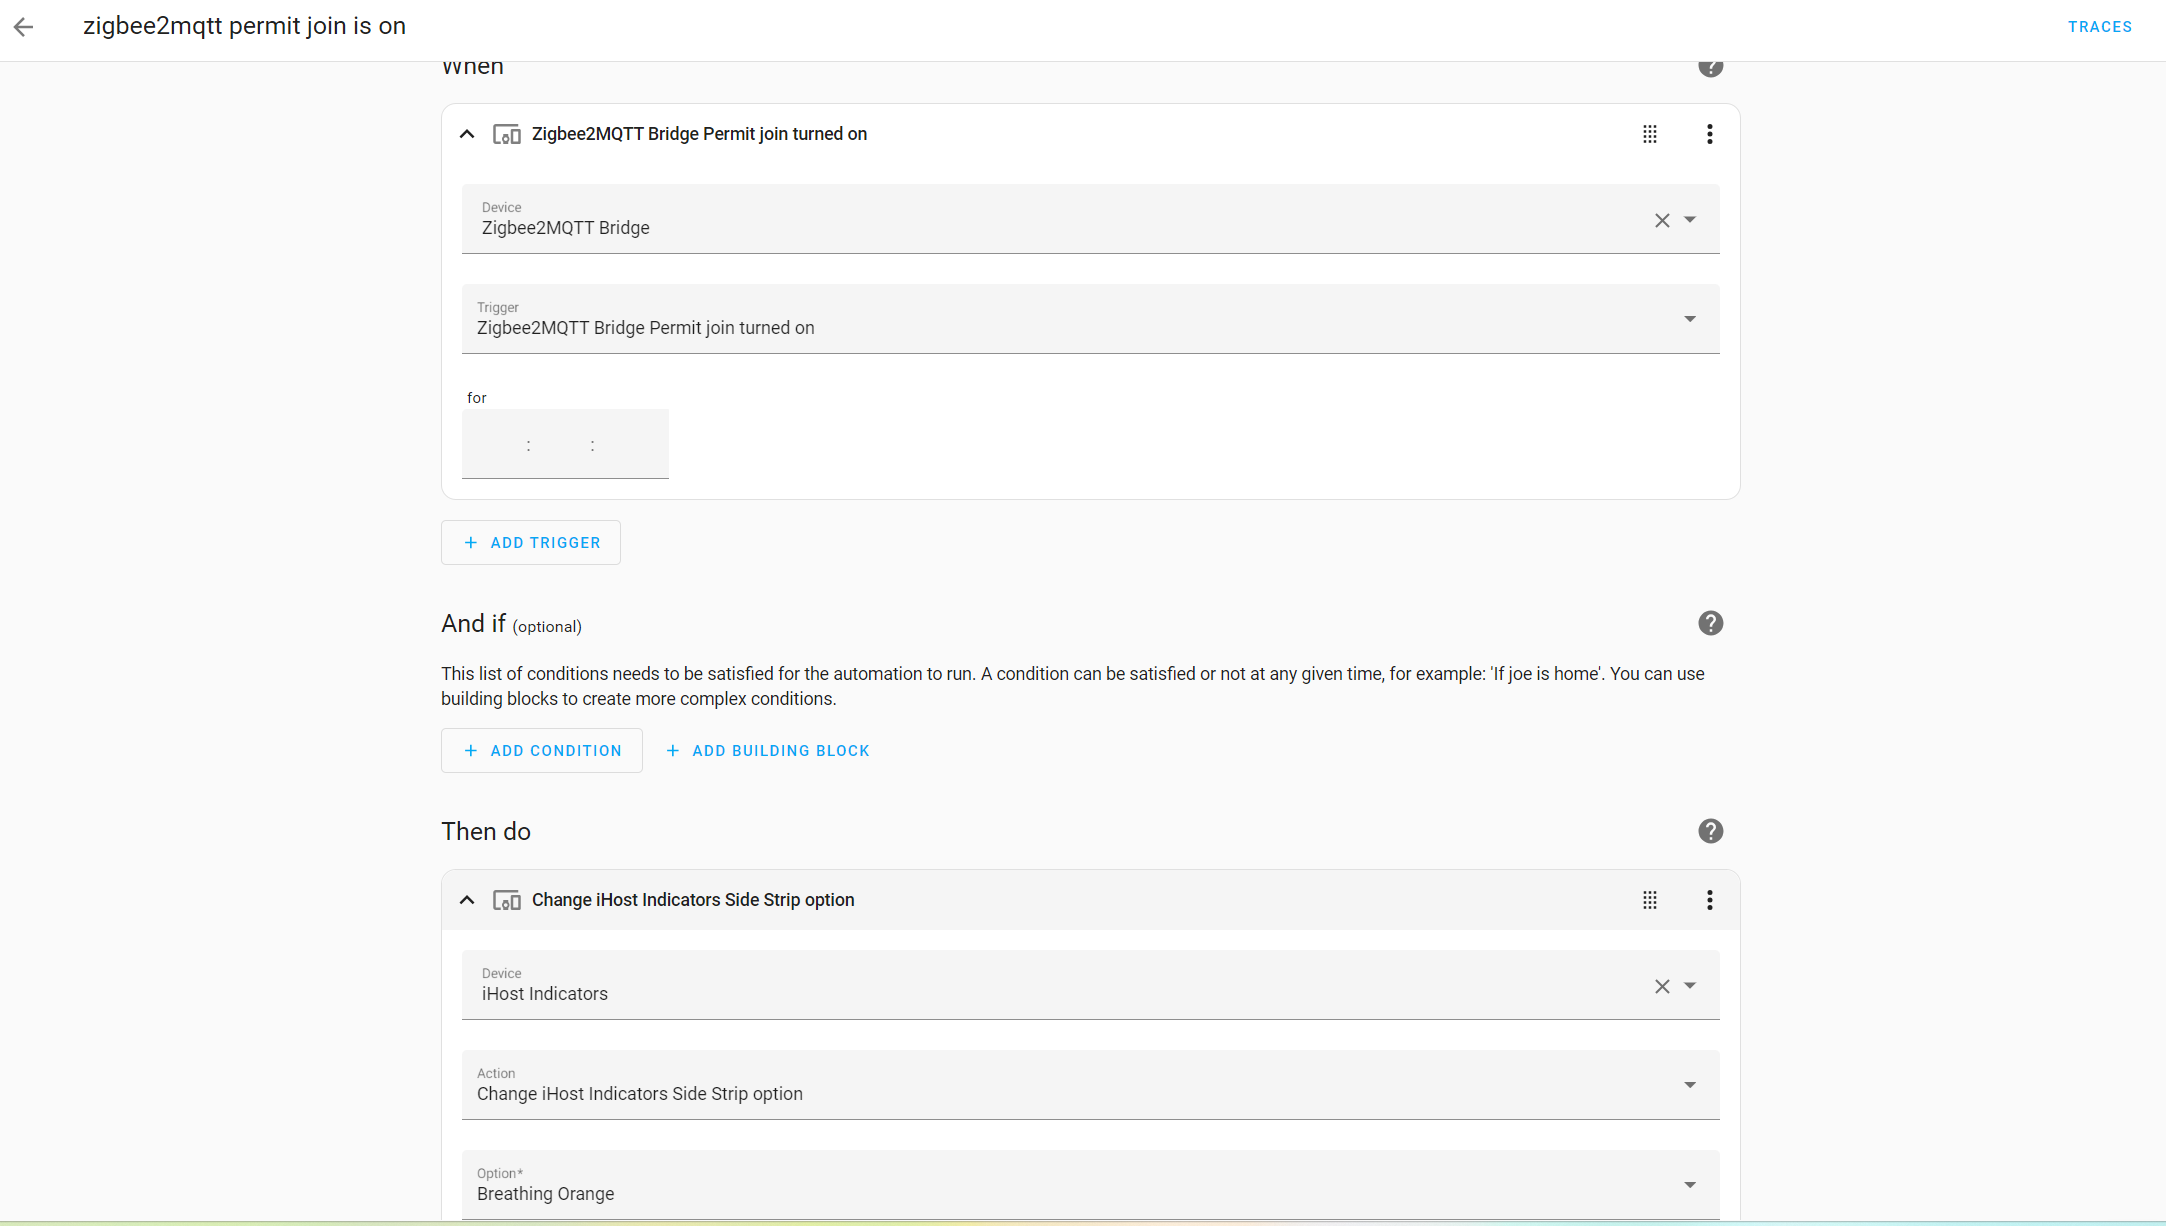 zigbee2mqtt permit join is on
TRACES
When
Zigbee2MQTT Bridge Permit join turned on
Device
Zigbee2MQTT Bridge
Trigger
Zigbee2MQTT Bridge Permit join turned on
for
: :
+ ADD TRIGGER
And if (optional)
This list of conditions needs to be satisfied for the automation to run. A condition can be satisfied or not at any given time, for example: 'If joe is home'. You can use
building blocks to create more complex conditions.
+ ADD CONDITION + ADD BUILDING BLOCK
Then do
Change iHost Indicators Side Strip option
Device
iHost Indicators
Action
Change iHost Indicators Side Strip option
Option*
Breathing Orange